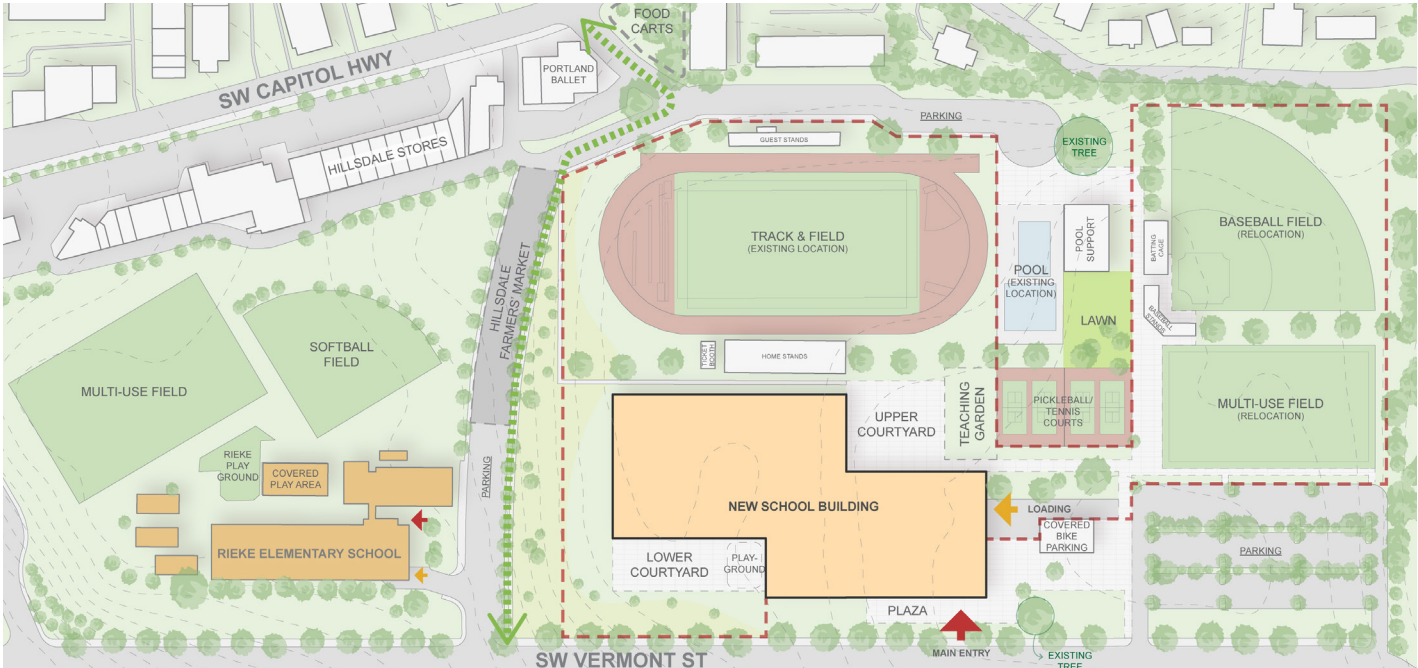 FOOD
CARTS
SW CAPITOL HWY
PORTLAND
BALLET
HILLSDALE STORES
PARKING
GUEST STANDS
EXISTING
TREE
TRACK & FIELD
(EXISTING LOCATION)
POOL
SUPPORT
POOL
(EXISTING
LOCATION)
BATTING
CAGE
BASEBALL FIELD
(RELOCATION)
LAWN
BASEBALL
STANDS
HILLSDALE
FARMERS' MARKET
SOFTBALL
FIELD
MULTI-USE FIELD
TICKET
BOOTH
HOME STANDS
UPPER
COURTYARD
TEACHING
GARDEN
PICKLEBALL/
TENNIS
COURTS
MULTI-USE FIELD
(RELOCATION)
RIEKE
PLAY
GROUND
COVERED
PLAY AREA
PARKING
NEW SCHOOL BUILDING
LOADING
COVERED
BIKE
PARKING
PARKING
RIEKE ELEMENTARY SCHOOL
LOWER
COURTYARD
PLAY-
GROUND
PLAZA
MAIN ENTRY
EXISTING
TREE
SW VERMONT ST